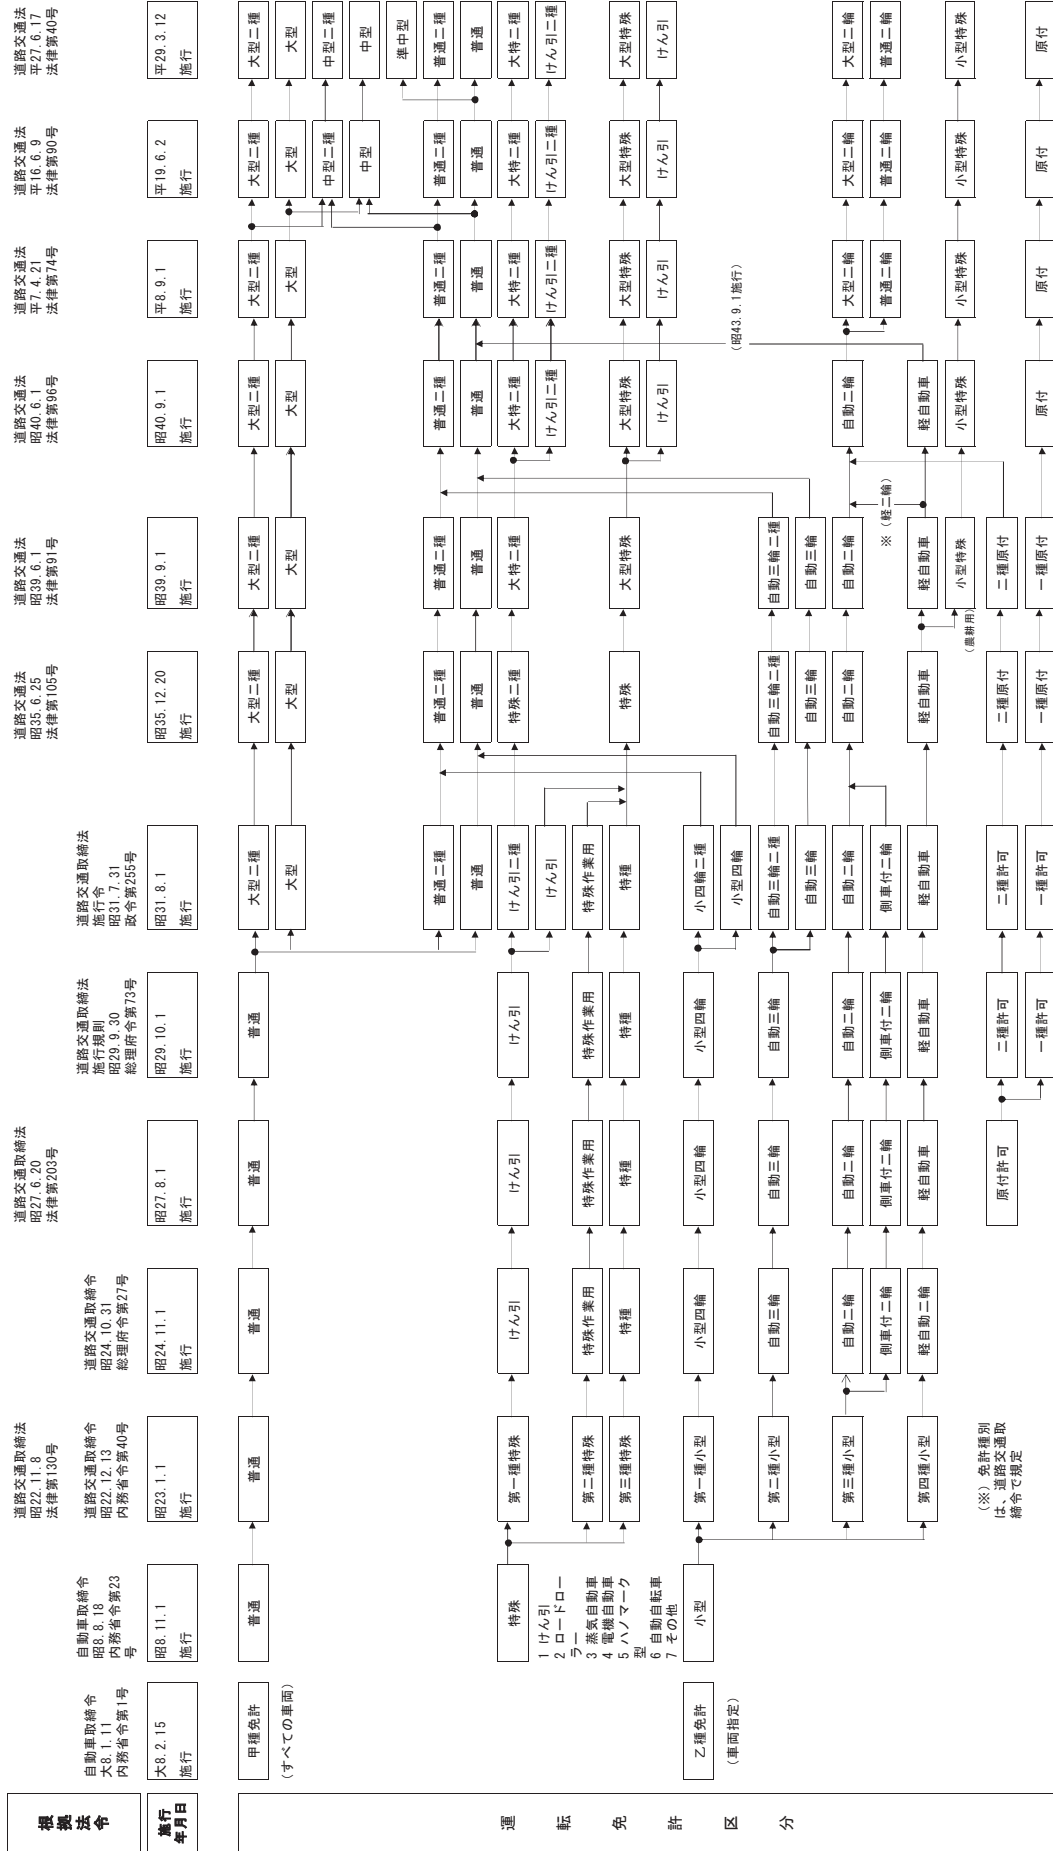 根拠法令
施行
年月日
運転免許区分
自動車取締令
大8.1.11
内務省令第1号
大8.2.15
施行
甲種免許
(すべての車両)
乙種免許
(車両指定)
自動車取締令
昭8.8.18
内務省令第23
号
昭8.11.1
施行
普通
特殊
1 けん引
2 ロードロー
ラー
3 蒸気自動車
4 電機自動車
5 ハノマーク
型
6 自動自転車
7 その他
小型
道路交通取締法
昭22.11.8
法律第130号
道路交通取締令
昭22.12.13
内務省令第40号
昭23.1.1
施行
普通
第一種特殊
第二種特殊
第三種特殊
第一種小型
第二種小型
第三種小型
第四種小型
(※)免許種別
は、道路交通取
締令で規定
道路交通取締令
昭24.10.31
総理府令第27号
昭24.11.1
施行
普通
けん引
特殊作業用
特種
小型四輪
自動三輪
自動二輪
側車付二輪
軽自動二輪
道路交通取締法
昭27.6.20
法律第203号
昭27.8.1
施行
普通
けん引
特殊作業用
特種
小型四輪
自動三輪
自動二輪
側車付二輪
軽自動車
原付許可
道路交通取締法
施行規則
昭29.9.30
総理府令第73号
昭29.10.1
施行
普通
けん引
特殊作業用
特種
小型四輪
自動三輪
自動二輪
側車付二輪
軽自動車
二種許可
一種許可
道路交通取締法
施行令
昭31.7.31
政令第255号
昭31.8.1
施行
大型二種
大型
普通二種
普通
けん引二種
けん引
特殊作業用
特種
小四輪二種
小型四輪
自動三輪二種
自動三輪
自動二輪
側車付二輪
軽自動車
二種許可
一種許可
道路交通法
昭35.6.25
法律第105号
昭35.12.20
施行
大型二種
大型
普通二種
普通
特殊二種
特殊
自動三輪二種
自動三輪
自動二輪
軽自動車
二種原付
一種原付
(農耕用)
道路交通法
昭39.6.1
法律第91号
昭39.9.1
施行
大型二種
大型
普通二種
普通
大特二種
大型特殊
自動三輪二種
自動三輪
自動二輪
軽自動車
小型特殊
二種原付
一種原付
※(軽二輪)
道路交通法
昭40.6.1
法律第96号
昭40.9.1
施行
大型二種
大型
普通二種
普通
大特二種
けん引二種
大型特殊
けん引
自動二輪
軽自動車
小型特殊
原付
(昭43.9.1施行)
道路交通法
平7.4.21
法律第74号
平8.9.1
施行
大型二種
大型
普通二種
普通
大特二種
けん引二種
大型特殊
けん引
大型二輪
普通二輪
小型特殊
原付
道路交通法
平16.6.9
法律第90号
平19.6.2
施行
大型二種
大型
中型二種
中型
普通二種
普通
大特二種
けん引二種
大型特殊
けん引
大型二輪
普通二輪
小型特殊
原付
道路交通法
平27.6.17
法律第40号
平29.3.12
施行
大型二種
大型
中型二種
中型
準中型
普通二種
普通
大特二種
けん引二種
大型特殊
けん引
大型二輪
普通二輪
小型特殊
原付